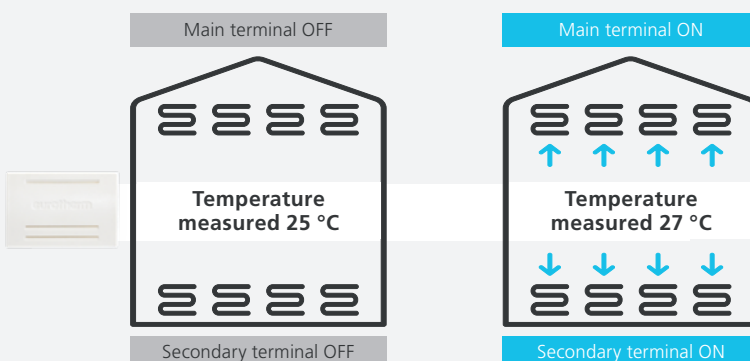 Main terminal OFF
Main terminal ON
Temperature
measured 25 °C
Temperature
measured 27 °C
Secondary terminal OFF
Secondary terminal ON